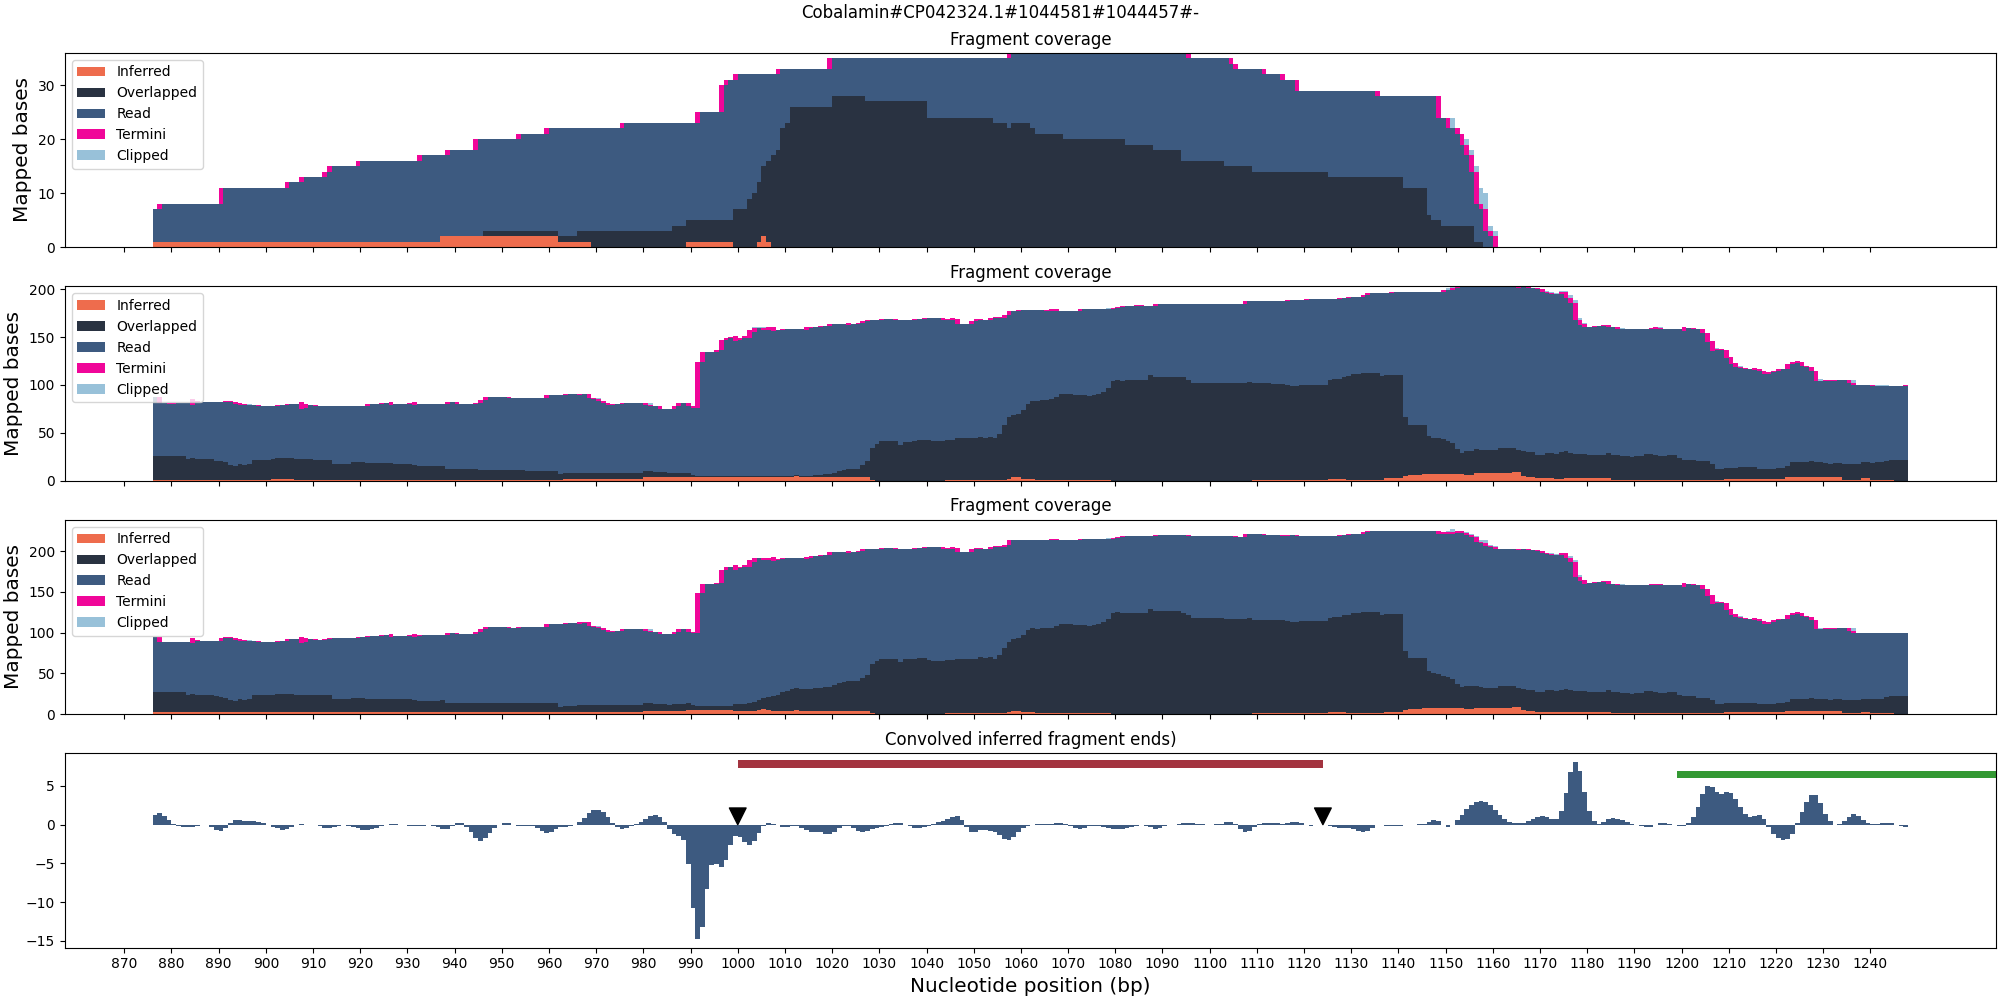 Cobalamin#CP042324.1#1044581#1044457#-
Fragment coverage
Mapped bases
30
20
10
0
Inferred
Overlapped
Read
Termini
Clipped
Fragment coverage
Mapped bases
200
150
100
50
0
Inferred
Overlapped
Read
Termini
Clipped
Fragment coverage
Mapped bases
200
150
100
50
0
Inferred
Overlapped
Read
Termini
Clipped
Convolved inferred fragment ends)
5
0
−5
−10
−15
870 880 890 900 910 920 930 940 950 960 970 980 990 1000 1010 1020 1030 1040 1050 1060 1070 1080 1090 1100 1110 1120 1130 1140 1150 1160 1170 1180 1190 1200 1210 1220 1230 1240
Nucleotide position (bp)